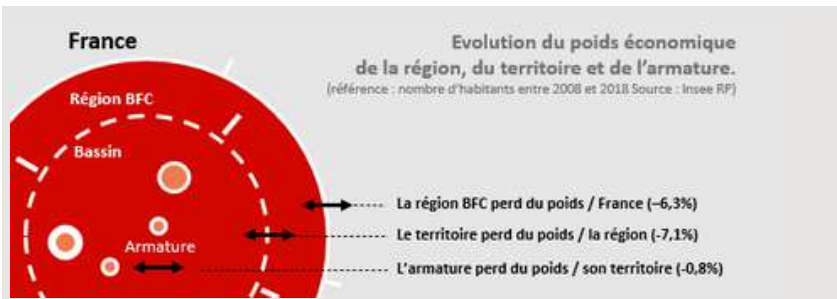 France
Evolution du poids économique
de la région, du territoire et de l'armature.
(référence : nombre d'habitants entre 2008 et 2018 Source : Insee RP)
Région BFC
Bassin
La région BFC perd du poids / France (–6,3%)
Le territoire perd du poids / la région (-7,1%)
Armature
L'armature perd du poids / son territoire (-0,8%)